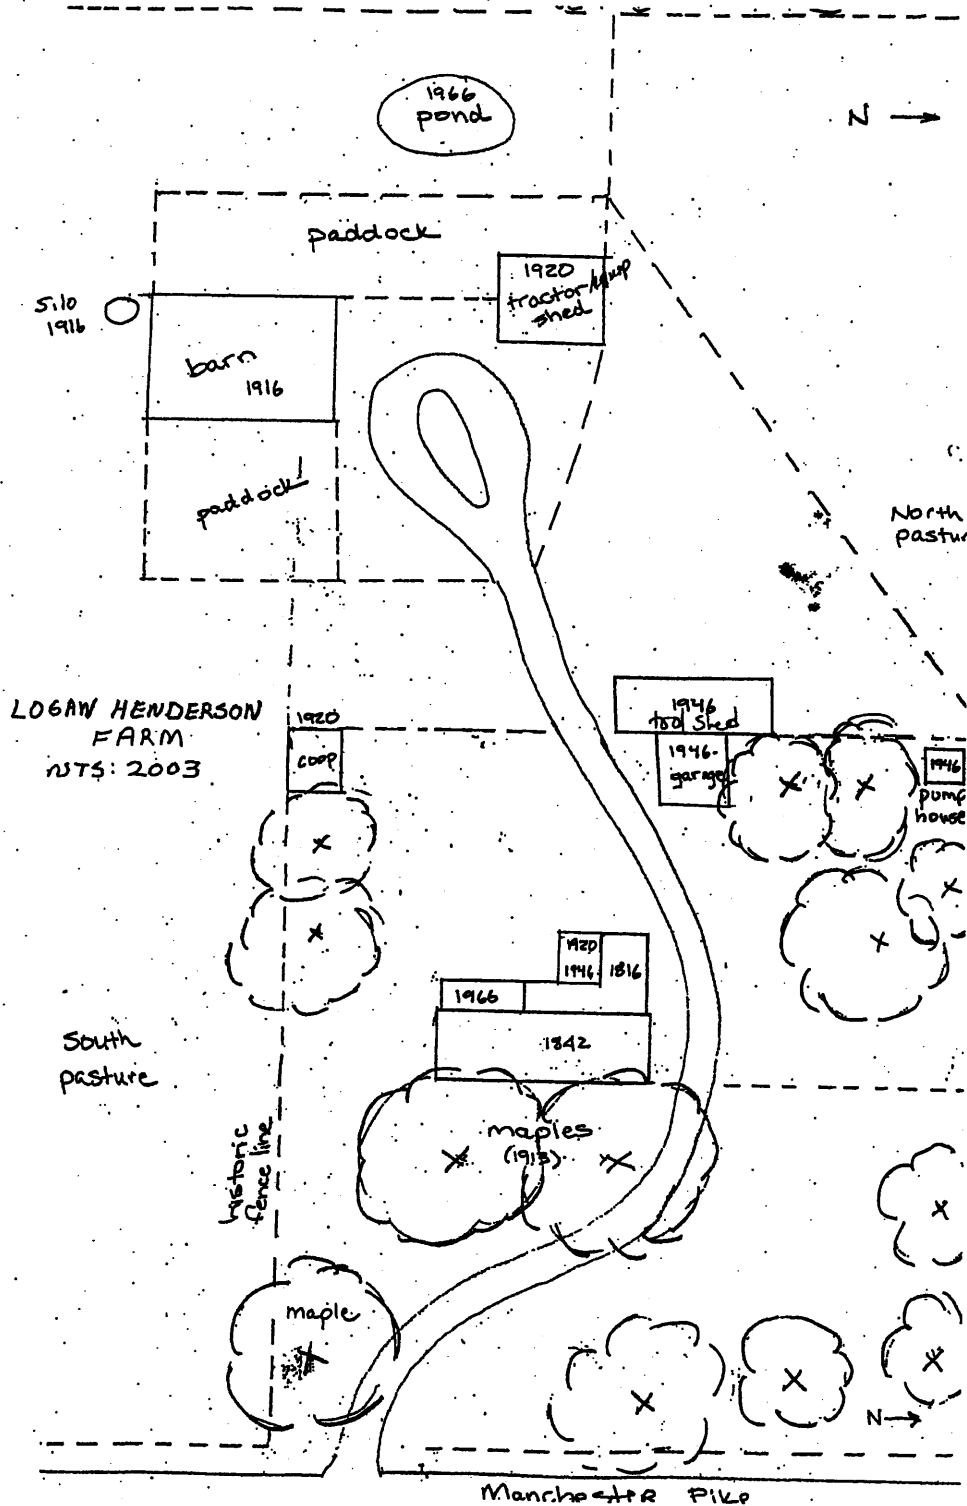 1966
pond
N
paddock
1920
tractor/
shed
Silo
1916
barn
1916
paddock
North
pastur
LOGAN HENDERSON
FARM
NTS: 2003
1920
coop
1946
tool shed
1946
garage
1946
pump
house
1920
1946
1816
1966
1842
South
pasture
maples
(1913)
historic
fence line
maple
N
Manchester Pike